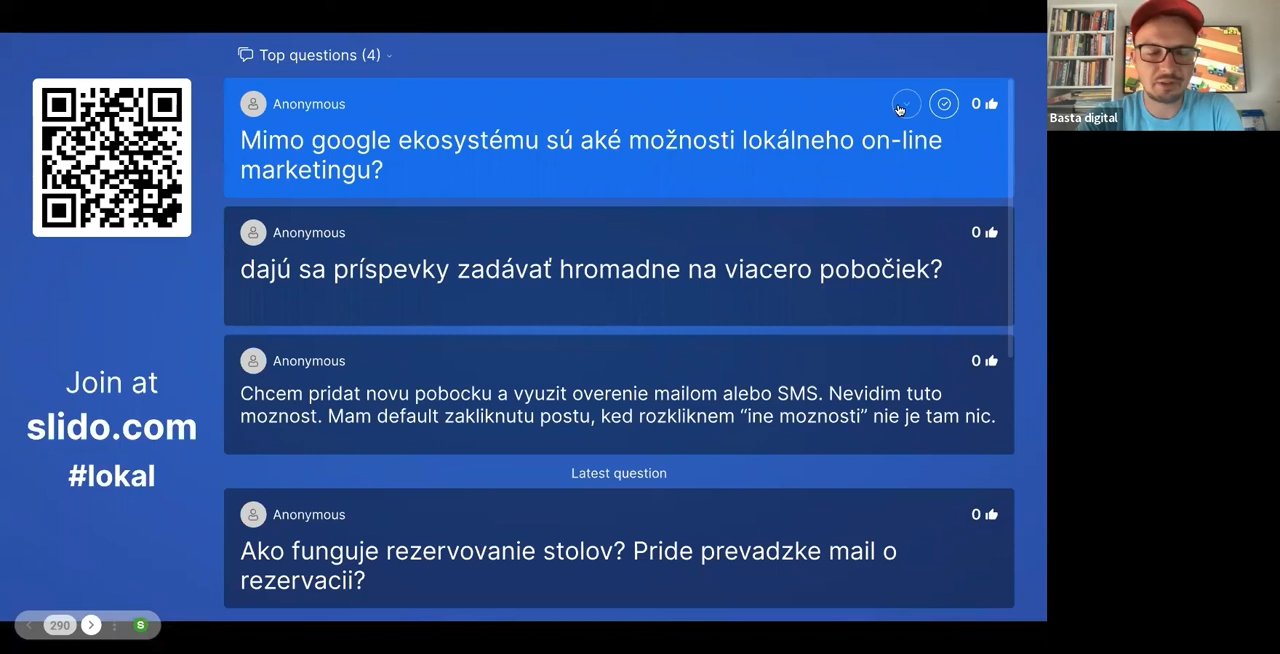 Top questions (4)
Anonymous
0
Mimo google ekosystému sú aké možnosti lokálneho on-line
marketingu?
Anonymous
0
dajú sa príspevky zadávať hromadne na viacero pobočiek?
Anonymous
0
Chcem pridat novu pobocku a vyuzit overenie mailom alebo SMS. Nevidim tuto
moznost. Mam default zakliknutu postu, ked rozkliknem “ine moznosti” nie je tam nic.
Latest question
Anonymous
0
Ako funguje rezervovanie stolov? Pride prevadzke mail o
rezervacii?
Join at
slido.com
#lokal
290
S
Basta digital